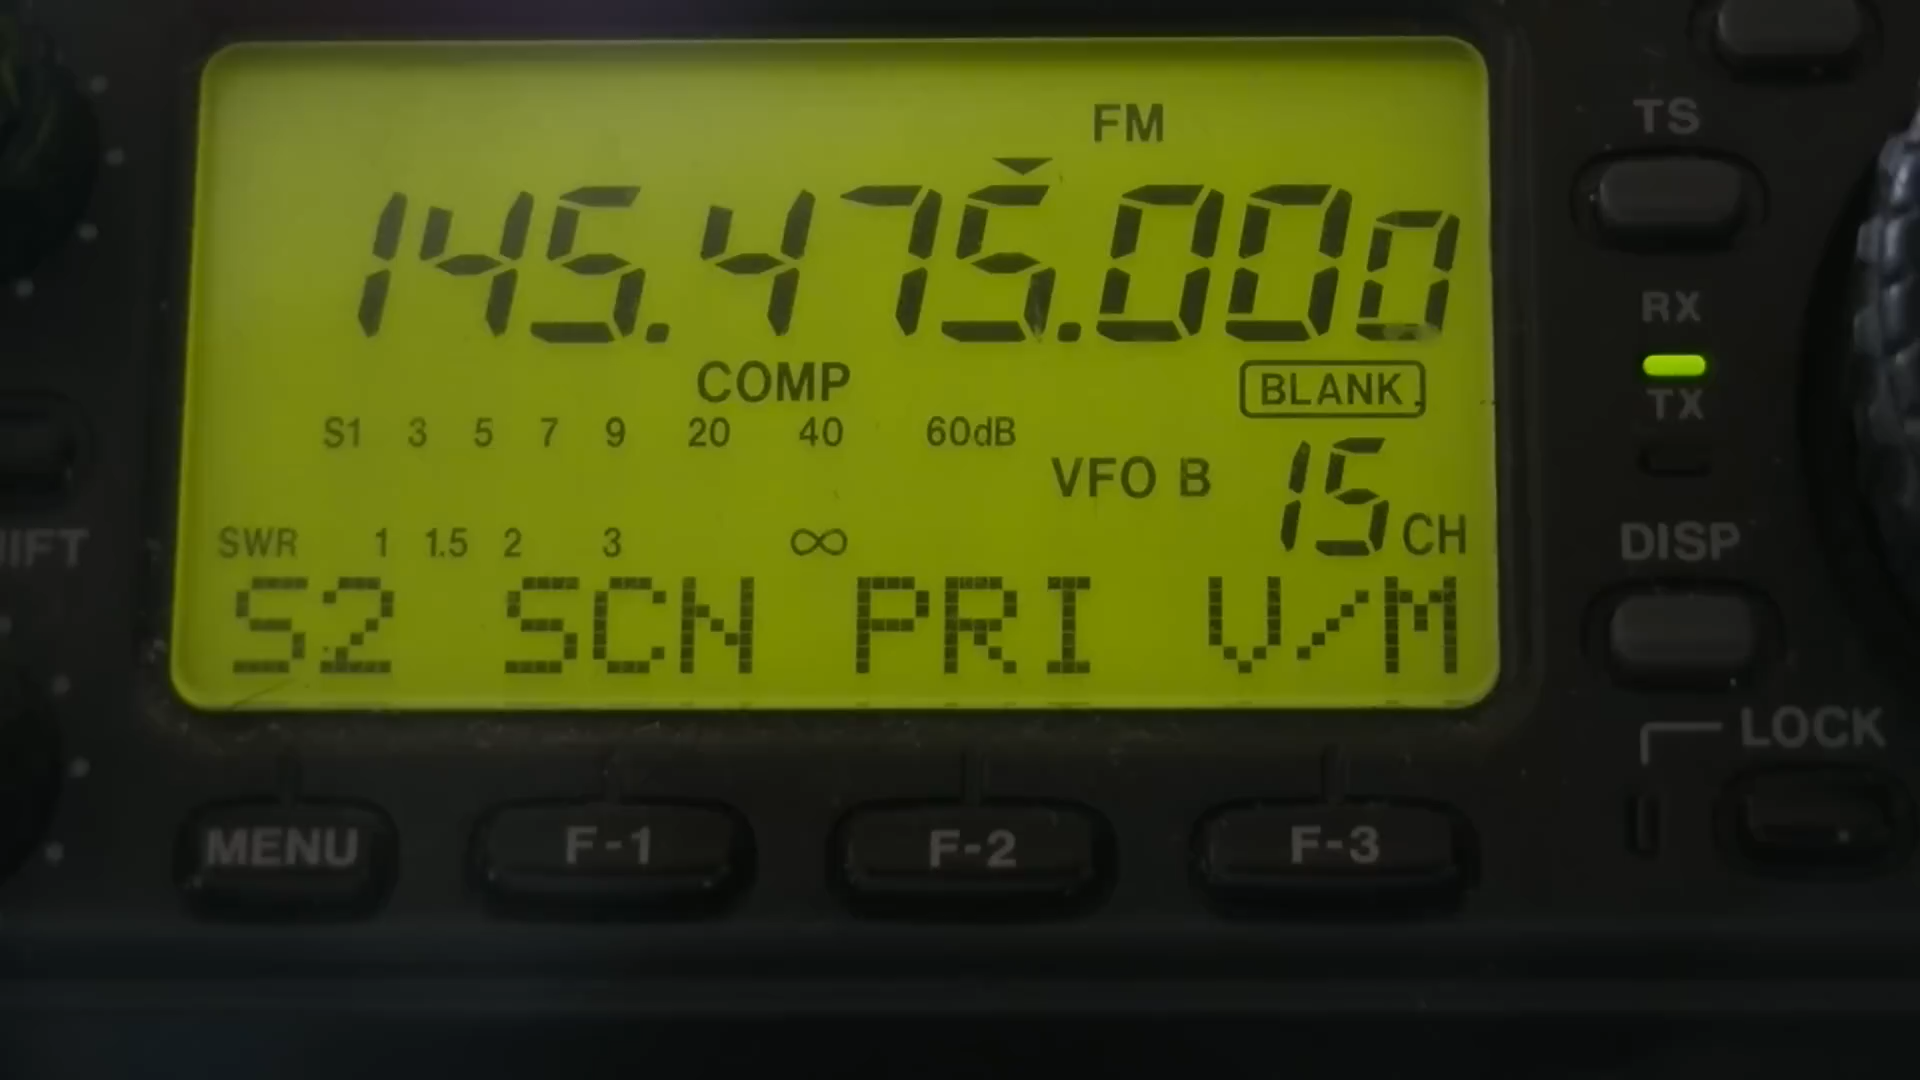 FM
TS
145.475.000
RX
COMP
BLANK
TX
S1 3 5 7 9 20 40 60dB
VFO B 15 CH
SWR 1 1.5 2 3 ∞
DISP
S2 SCN PRI V/M
LOCK
MENU F-1 F-2 F-3